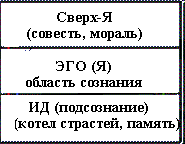 Сверх-Я
(совесть, мораль)
ЭГО (Я)
область сознания
ИД (подсознание)
(котел страстей, память)